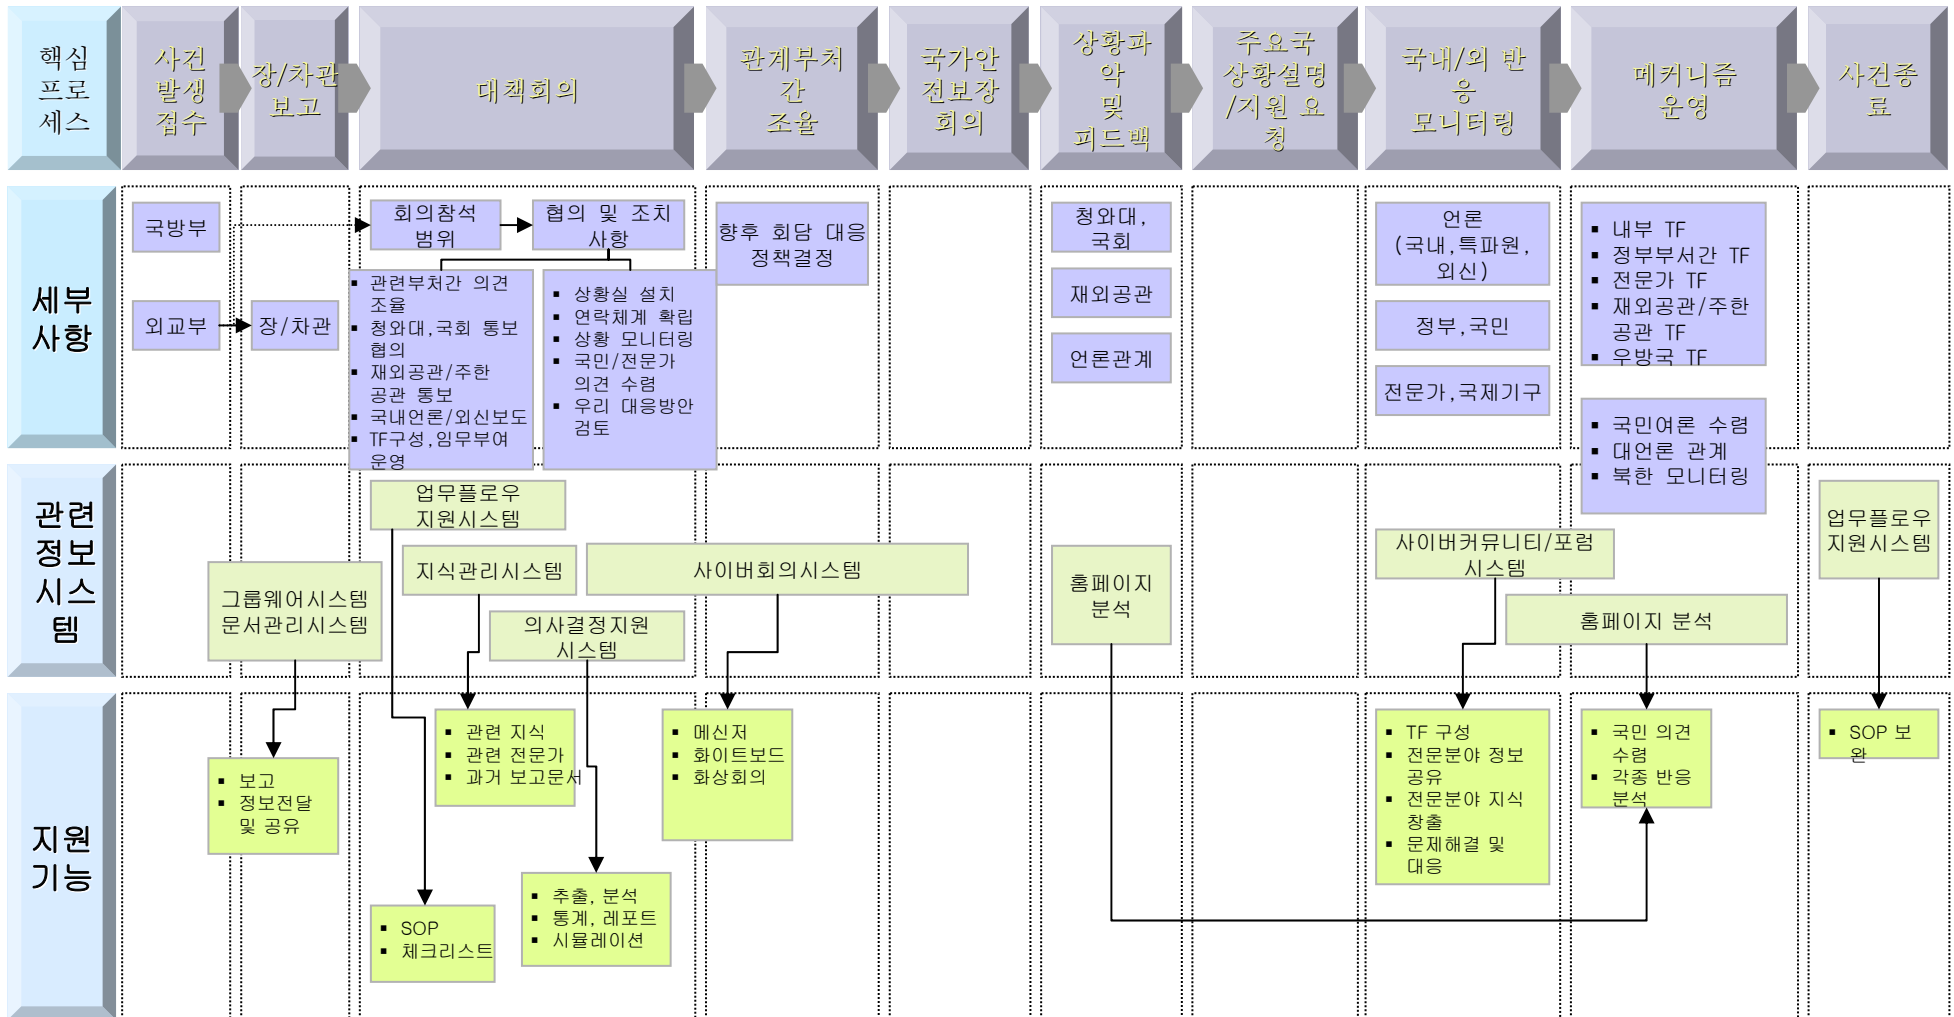 핵심
프로
세스
사건
발생
접수
장/차관
보고
대책회의
관계부처
간
조율
국가안
전보장
회의
상황파
악
및
피드백
주요국
상황설명
/지원 요
청
국내/외 반
응
모니터링
메커니즘
운영
사건종
료
세부
사항
국방부
외교부
장/차관
회의참석
범위
협의 및 조치
사항
▪ 관련부처간 의견
조율
▪ 청와대,국회 통보
협의
▪ 재외공관/주한
공관 통보
▪ 국내언론/외신보도
▪ TF구성,임무부여
운영
▪ 상황실 설치
▪ 연락체계 확립
▪ 상황 모니터링
▪ 국민/전문가
의견 수렴
▪ 우리 대응방안
검토
향후 회담 대응
정책결정
청와대,
국회
재외공관
언론관계
언론
(국내,특파원,
외신)
정부,국민
전문가,국제기구
▪ 내부 TF
▪ 정부부서간 TF
▪ 전문가 TF
▪ 재외공관/주한
공관 TF
▪ 우방국 TF
▪ 국민여론 수렴
▪ 대언론 관계
▪ 북한 모니터링
관련
정보
시스
템
그룹웨어시스템
문서관리시스템
업무플로우
지원시스템
지식관리시스템
의사결정지원
시스템
사이버회의시스템
홈페이지
분석
사이버커뮤니티/포럼
시스템
홈페이지 분석
업무플로우
지원시스템
지원
기능
▪ 보고
▪ 정보전달
및 공유
▪ SOP
▪ 체크리스트
▪ 관련 지식
▪ 관련 전문가
▪ 과거 보고문서
▪ 추출, 분석
▪ 통계, 레포트
▪ 시뮬레이션
▪ 메신저
▪ 화이트보드
▪ 화상회의
▪ TF 구성
▪ 전문분야 정보
공유
▪ 전문분야 지식
창출
▪ 문제해결 및
대응
▪ 국민 의견
수렴
▪ 각종 반응
분석
▪ SOP 보
완